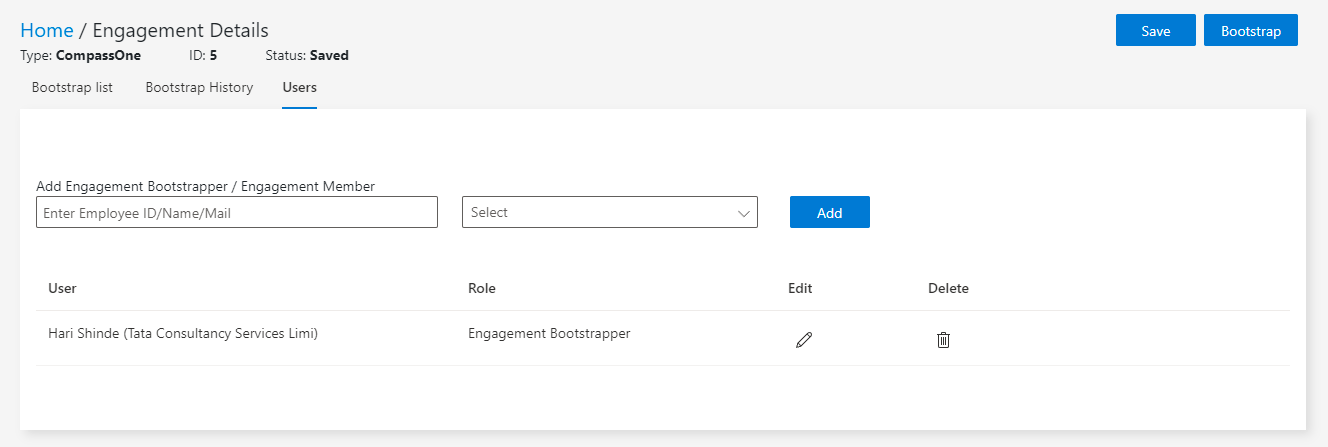 Home / Engagement Details
Save
Bootstrap
Type: CompassOne ID: 5 Status: Saved
Bootstrap list Bootstrap History Users
Add Engagement Bootstrapper / Engagement Member
Enter Employee ID/Name/Mail Select Add
User Role Edit Delete
Hari Shinde (Tata Consultancy Services Limi) Engagement Bootstrapper